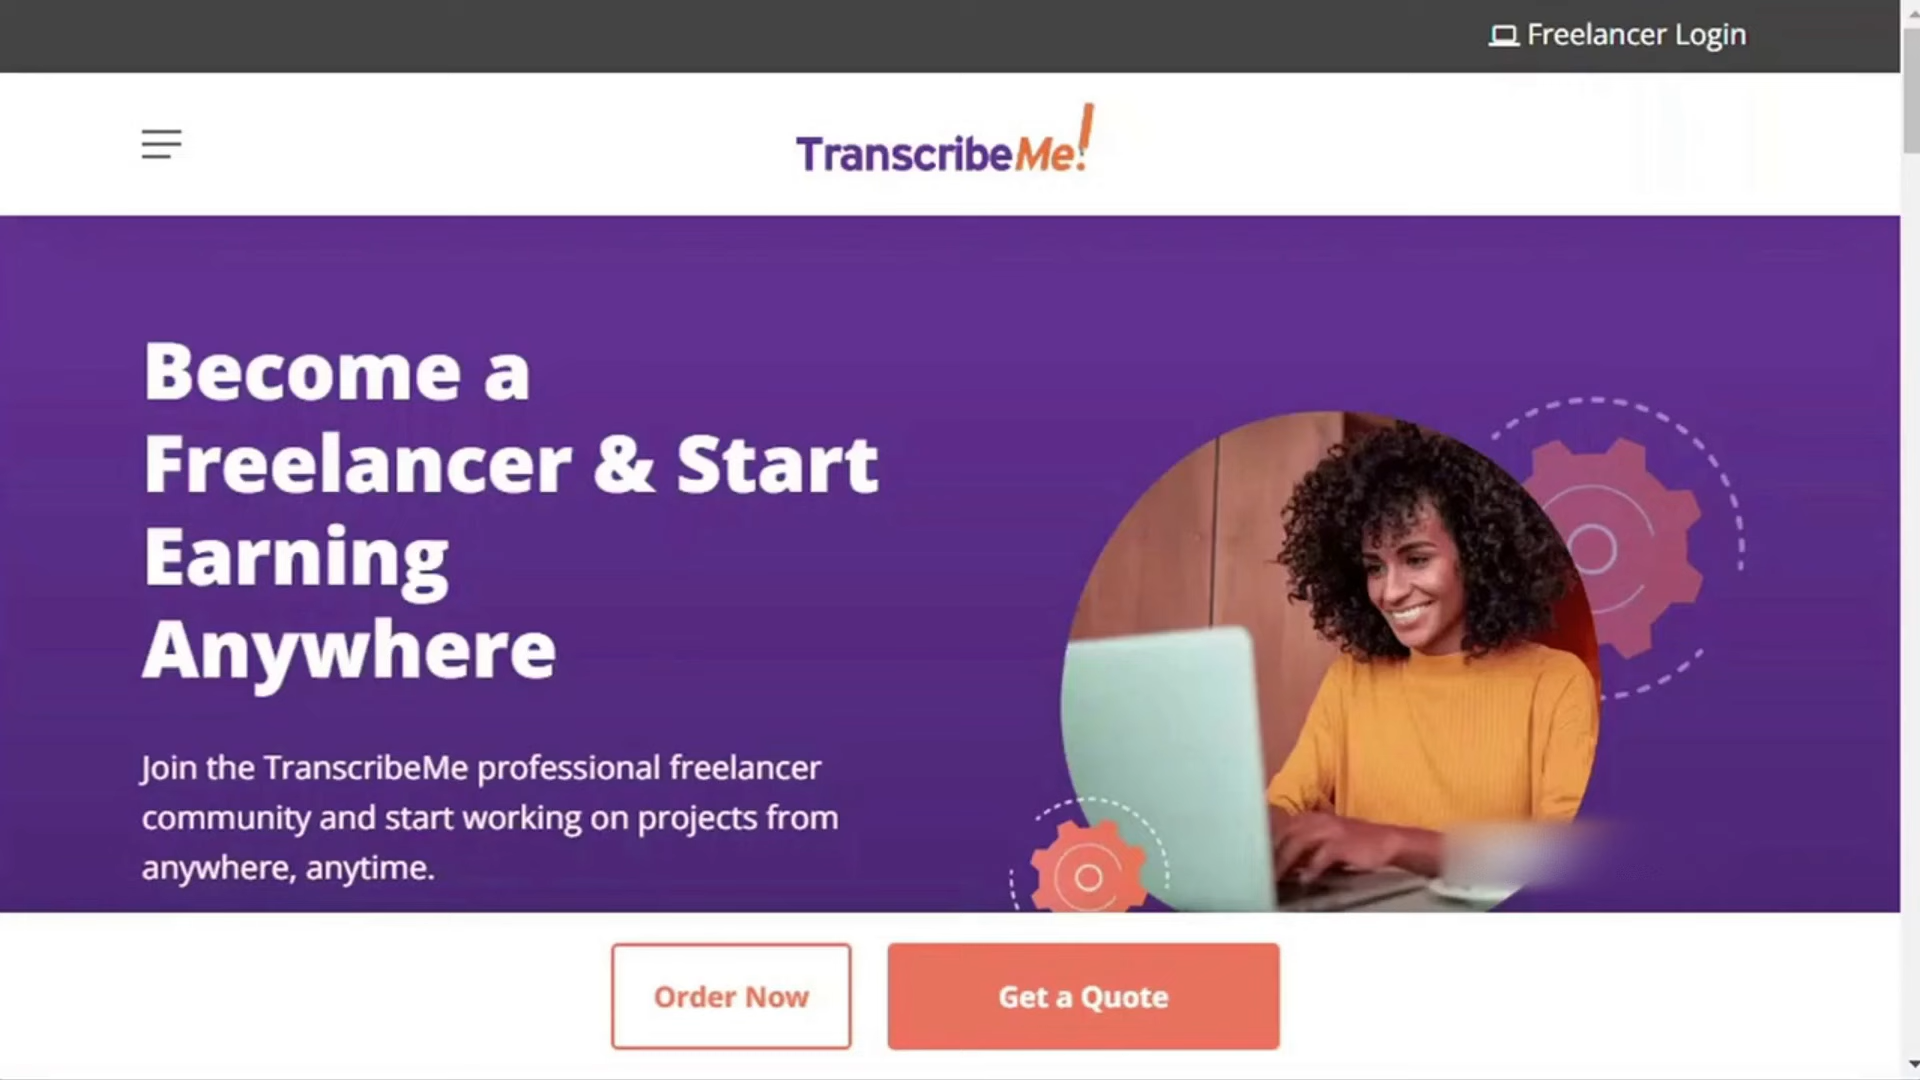 Freelancer Login
TranscribeMe!
Become a
Freelancer & Start
Earning
Anywhere
Join the TranscribeMe professional freelancer
community and start working on projects from
anywhere, anytime.
Order Now
Get a Quote